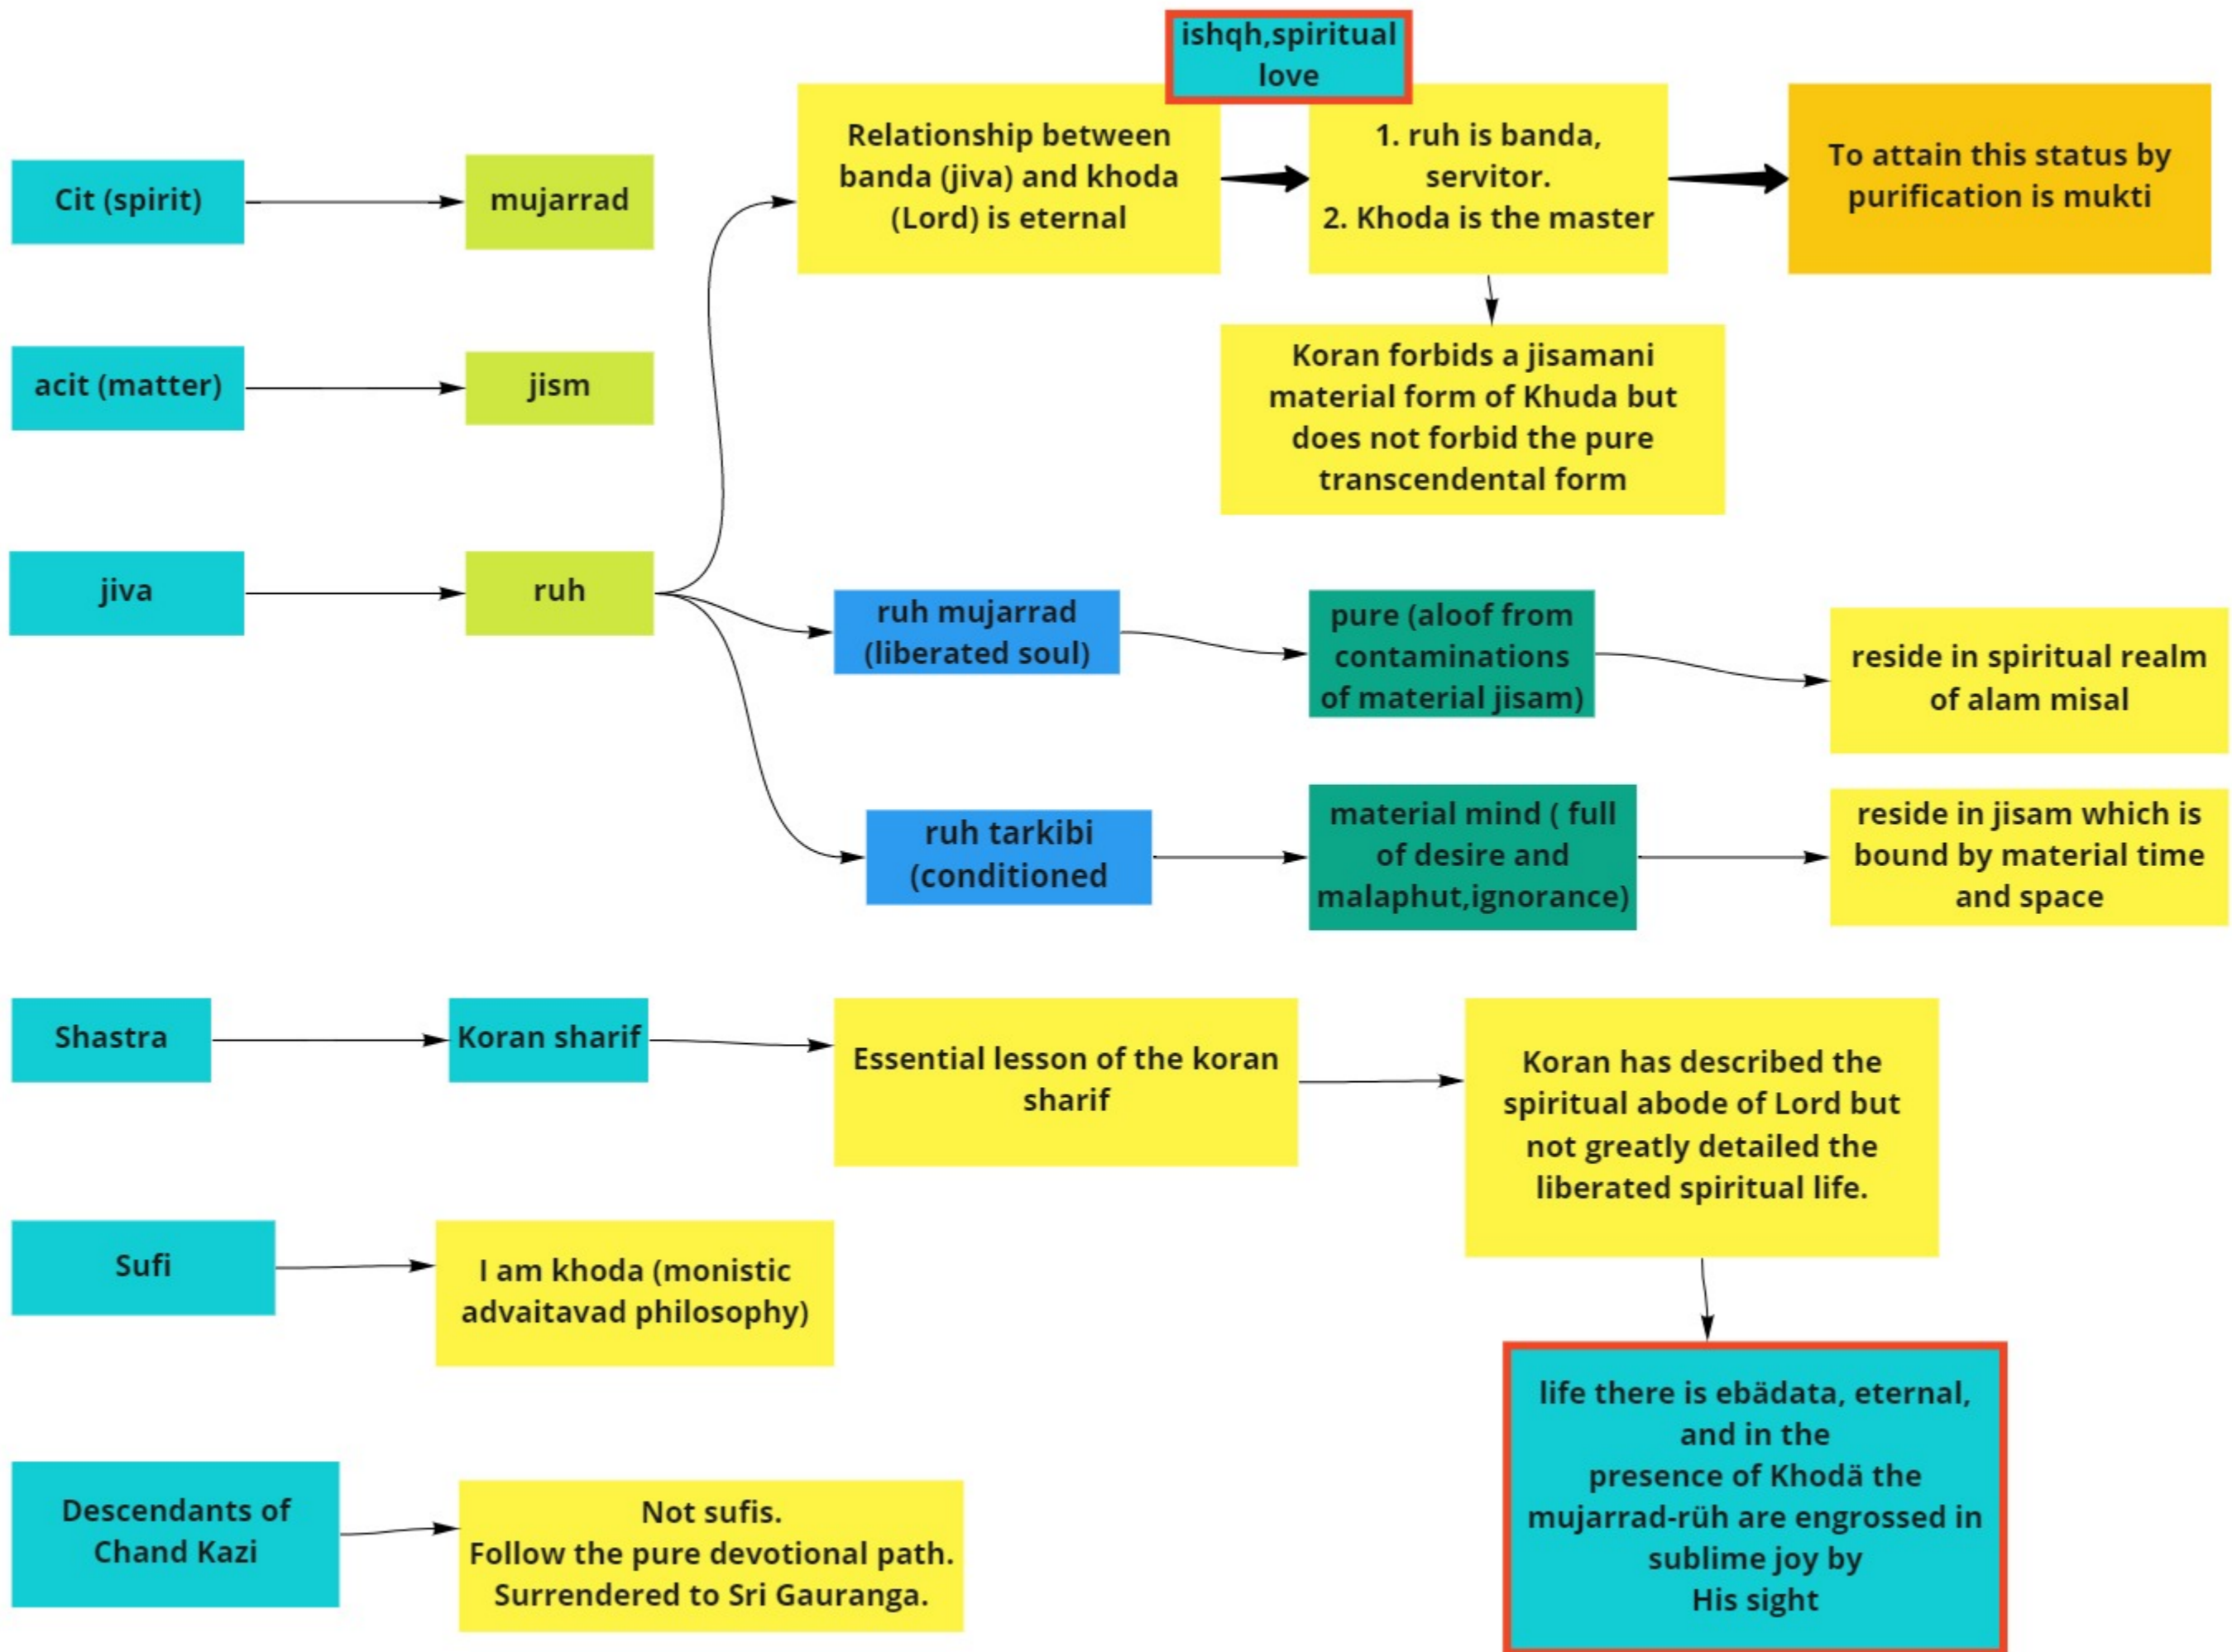 ishqh,spiritual
love
Cit (spirit)
mujarrad
Relationship between
banda (jiva) and khoda
(Lord) is eternal
1. ruh is banda,
servitor.
2. Khoda is the master
To attain this status by
purification is mukti
acit (matter)
jism
Koran forbids a jisamani
material form of Khuda but
does not forbid the pure
transcendental form
jiva
ruh
ruh mujarrad
(liberated soul)
pure (aloof from
contaminations
of material jisam)
reside in spiritual realm
of alam misal
ruh tarkibi
(conditioned
material mind ( full
of desire and
malaphut,ignorance)
reside in jisam which is
bound by material time
and space
Shastra
Koran sharif
Essential lesson of the koran
sharif
Koran has described the
spiritual abode of Lord but
not greatly detailed the
liberated spiritual life.
Sufi
I am khoda (monistic
advaitavad philosophy)
life there is ebädata, eternal,
and in the
presence of Khodä the
mujarrad-rüh are engrossed in
sublime joy by
His sight
Descendants of
Chand Kazi
Not sufis.
Follow the pure devotional path.
Surrendered to Sri Gauranga.